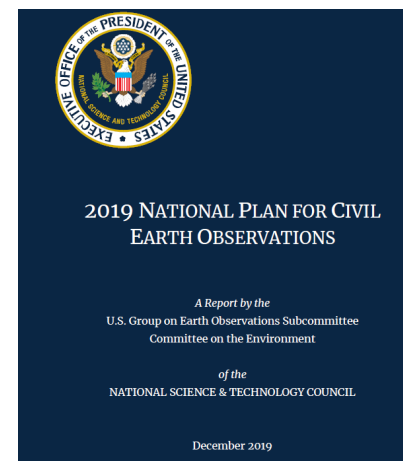 EXECUTIVE OFFICE OF THE PRESIDENT OF THE UNITED STATES
NATIONAL SCIENCE AND TECHNOLOGY COUNCIL
2019 NATIONAL PLAN FOR CIVIL
EARTH OBSERVATIONS
A Report by the
U.S. Group on Earth Observations Subcommittee
Committee on the Environment
of the
NATIONAL SCIENCE & TECHNOLOGY COUNCIL
December 2019